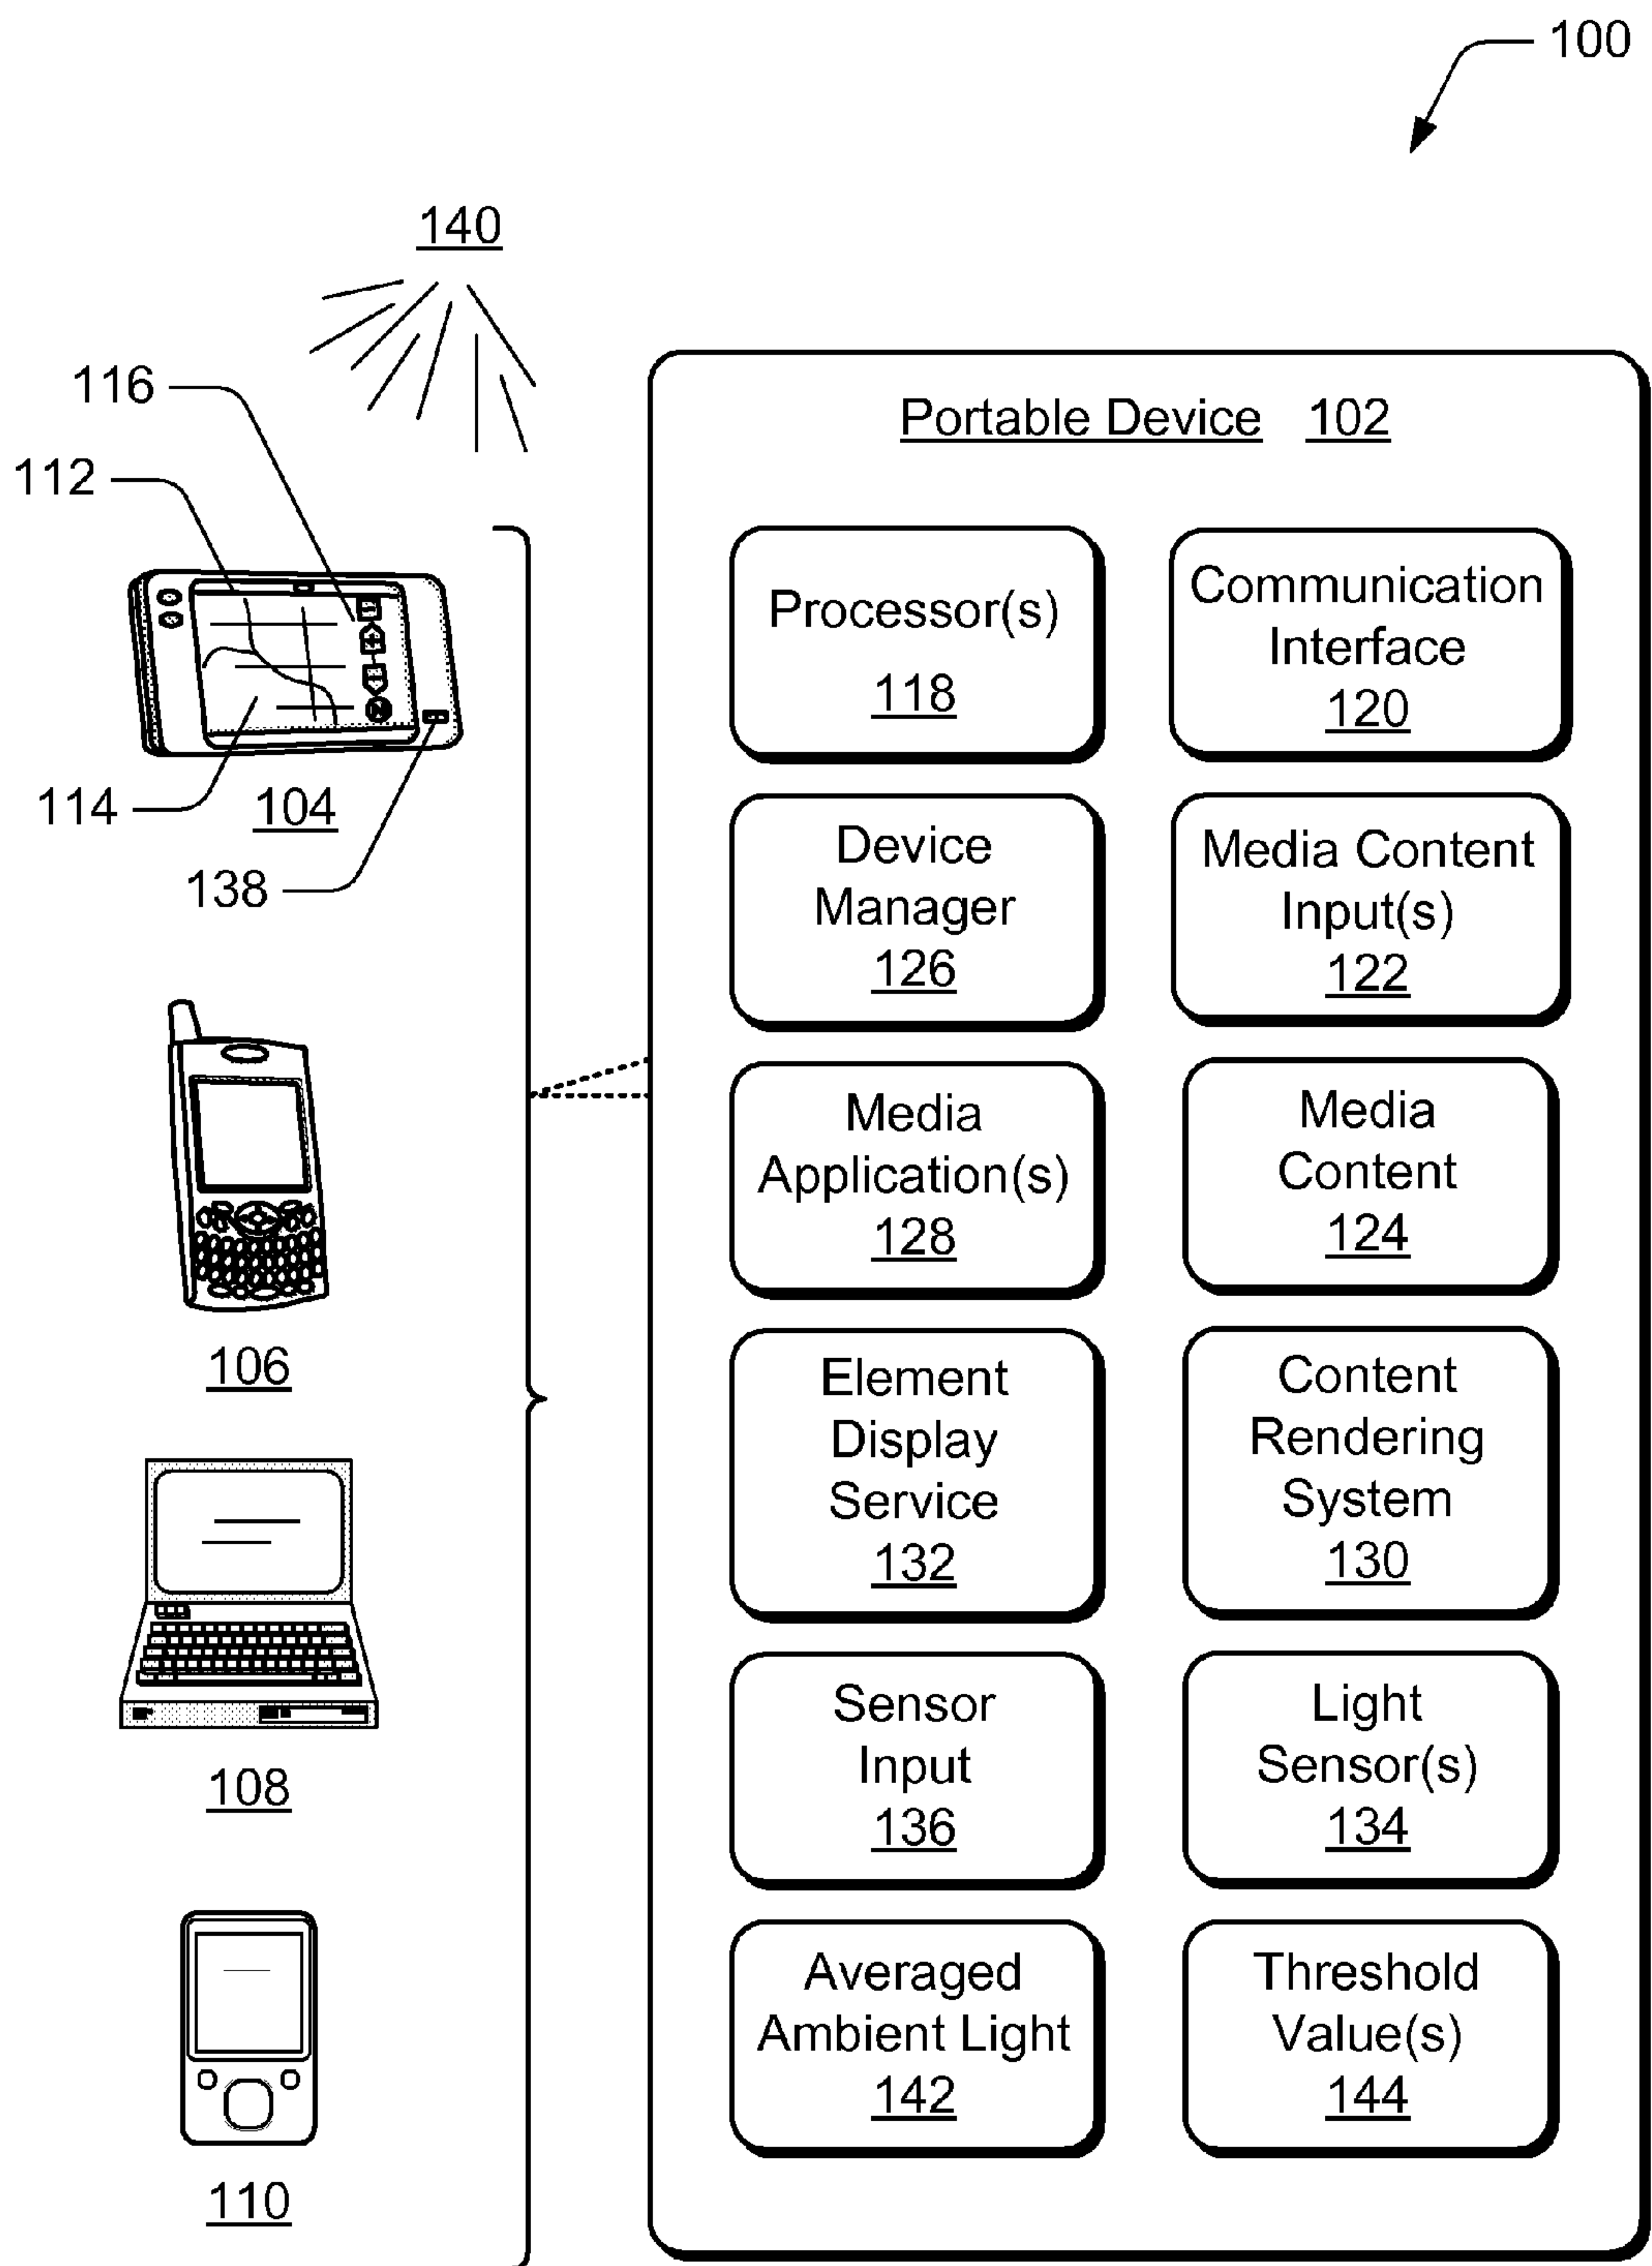 100
140
116
112
114
104
138
106
108
110
Portable Device 102
Processor(s)
118
Communication
Interface
120
Device
Manager
126
Media Content
Input(s)
122
Media
Application(s)
128
Media
Content
124
Element
Display
Service
132
Content
Rendering
System
130
Sensor
Input
136
Light
Sensor(s)
134
Averaged
Ambient Light
142
Threshold
Value(s)
144